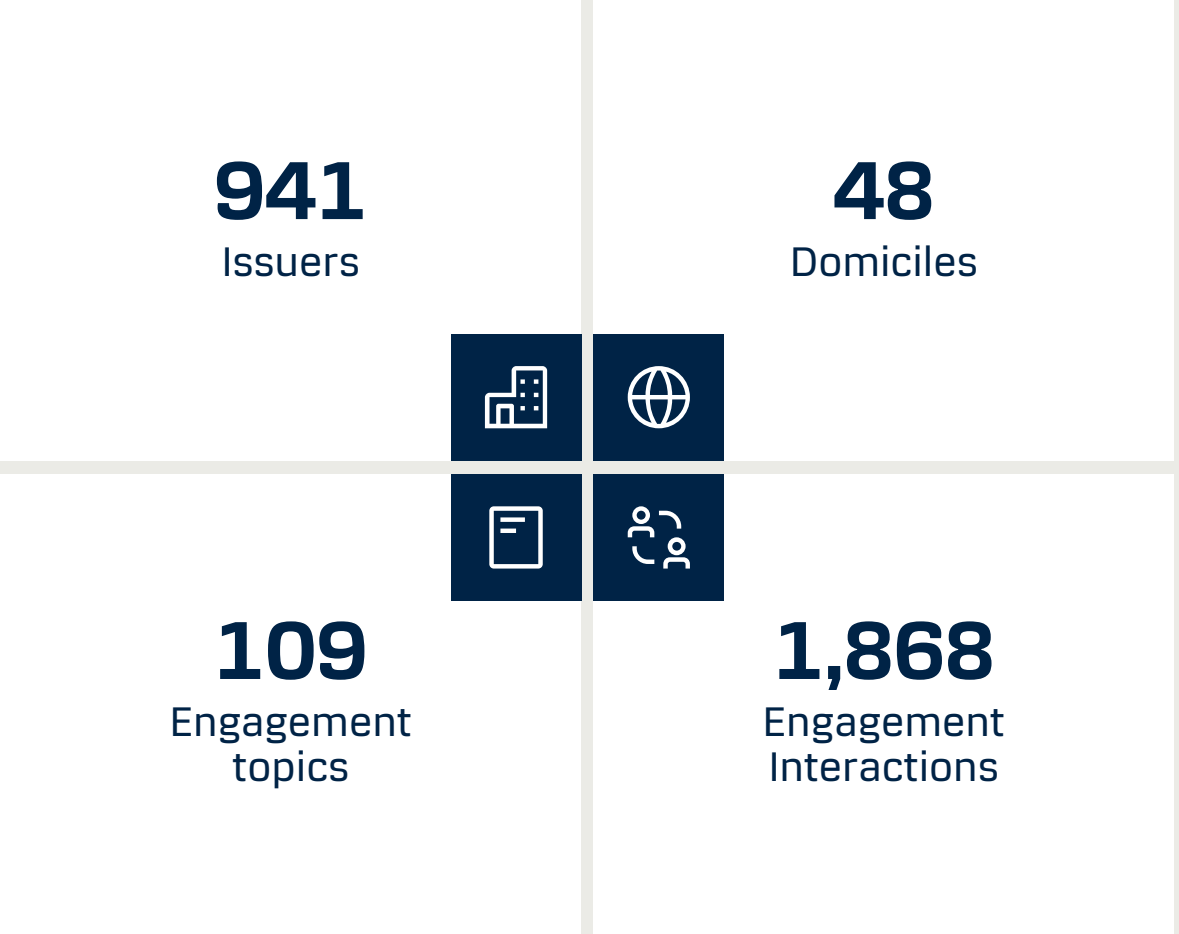 941
Issuers
48
Domiciles
109
Engagement
topics
1,868
Engagement
Interactions